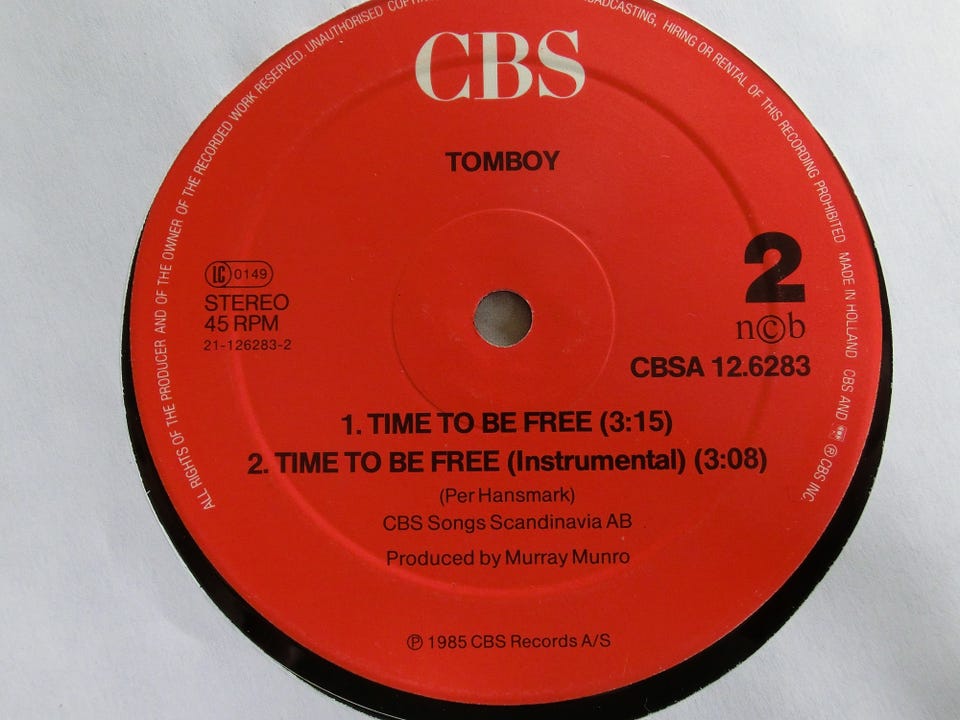 ALL RIGHTS OF THE PRODUCER AND OF THE OWNER OF THE RECORDED WORK RESERVED. UNAUTHORISED HIRING OR RENTAL OF THIS RECORDING PROHIBITED MADE IN HOLLAND CBS AND ℗ CBS INC.
CBS
TOMBOY
LC 0149
STEREO
45 RPM
21-126283-2
2
n©b
CBSA 12.6283
1. TIME TO BE FREE (3:15)
2. TIME TO BE FREE (Instrumental) (3:08)
(Per Hansmark)
CBS Songs Scandinavia AB
Produced by Murray Munro
℗ 1985 CBS Records A/S